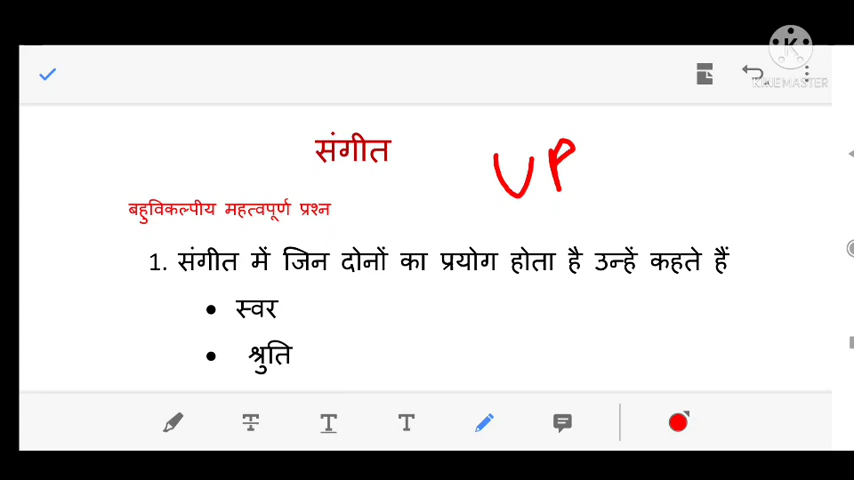 KINEMASTER
संगीत UP
बहुविकल्पीय महत्वपूर्ण प्रश्न
1. संगीत में जिन दोनों का प्रयोग होता है उन्हें कहते हैं
• स्वर
• श्रुति